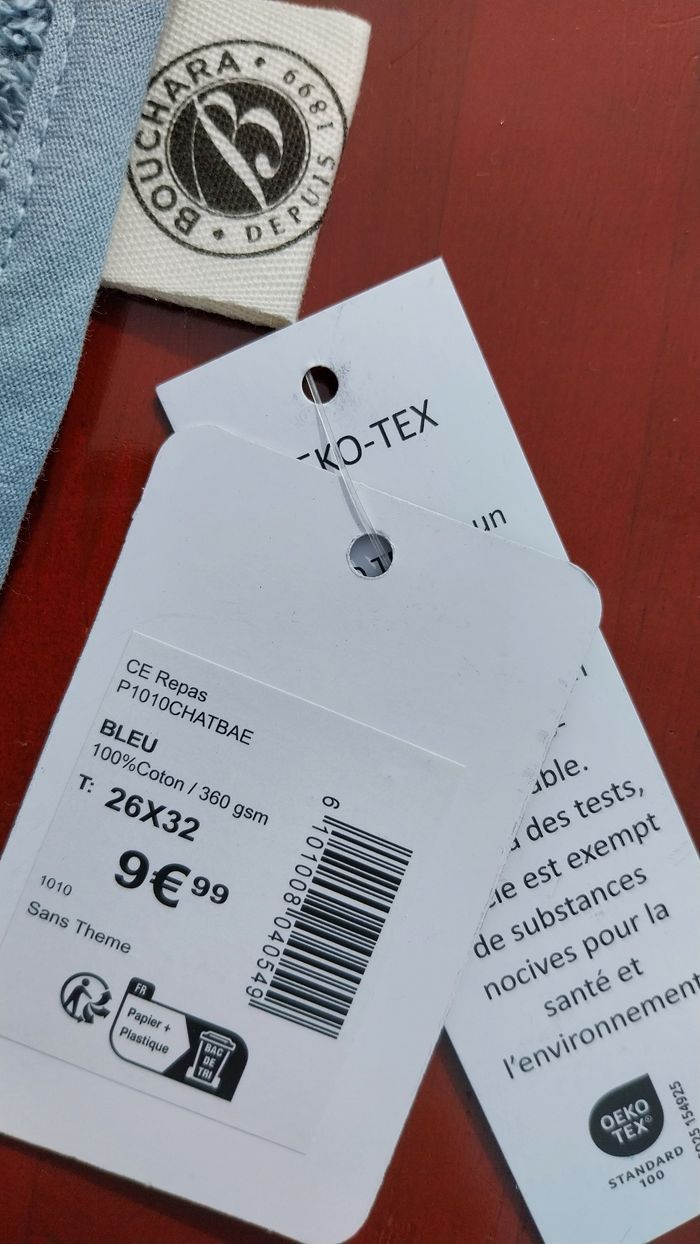 BOUCHARA • DEPUIS 1899 •
B
EKO-TEX
un
CE Repas
P1010CHATBAE
BLEU
100%Coton / 360 gsm
T: 26X32
9€99
1010
Sans Theme
6 101008 040549
FR
Papier +
Plastique
BAC
DE
TRI
des tests,
est exempt
de substances
nocives pour la
santé et
l'environnement
OEKO
TEX®
STANDARD
100
154925